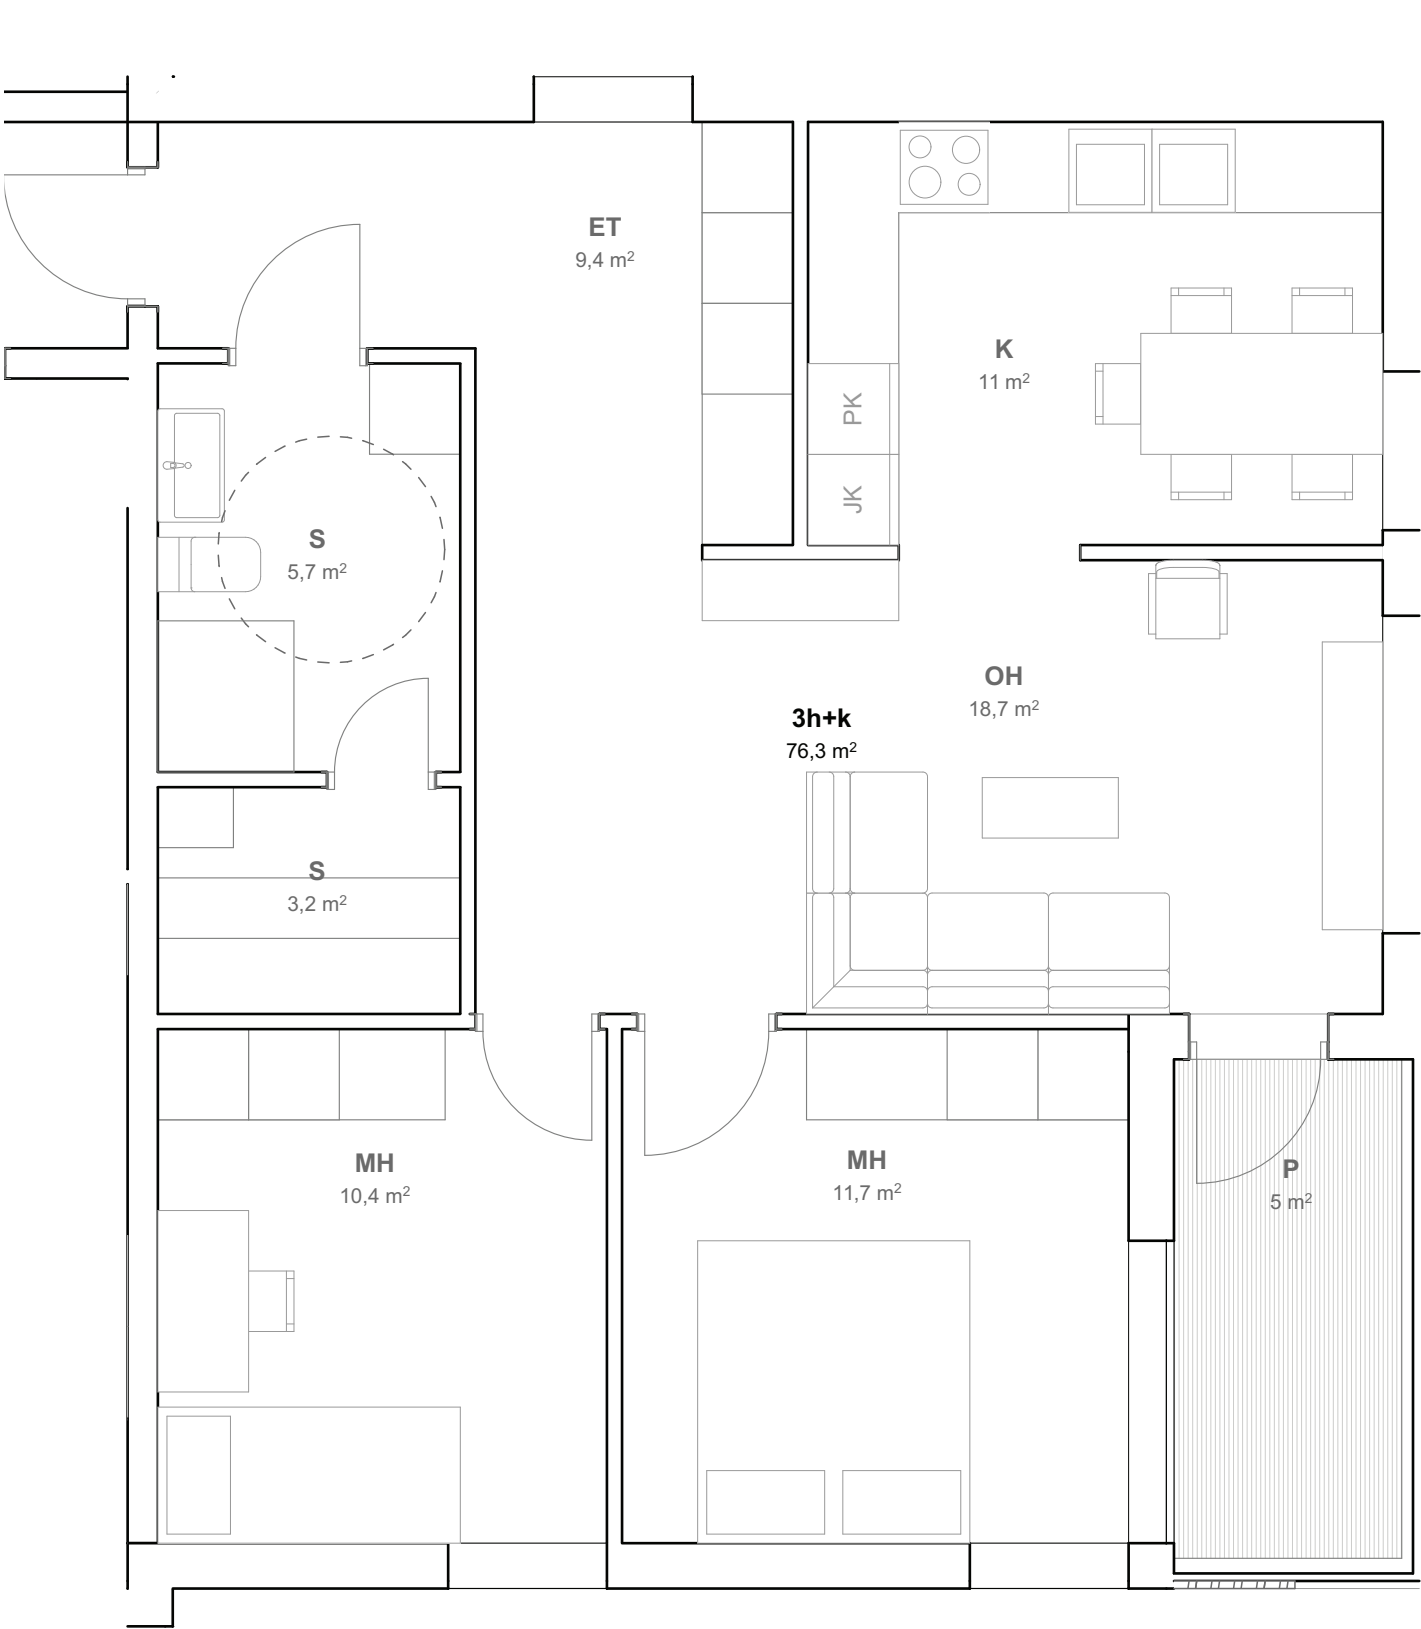 ET
9,4 m²
K
11 m²
PK
JK
S
5,7 m²
OH
18,7 m²
3h+k
76,3 m²
S
3,2 m²
MH
10,4 m²
MH
11,7 m²
P
5 m²